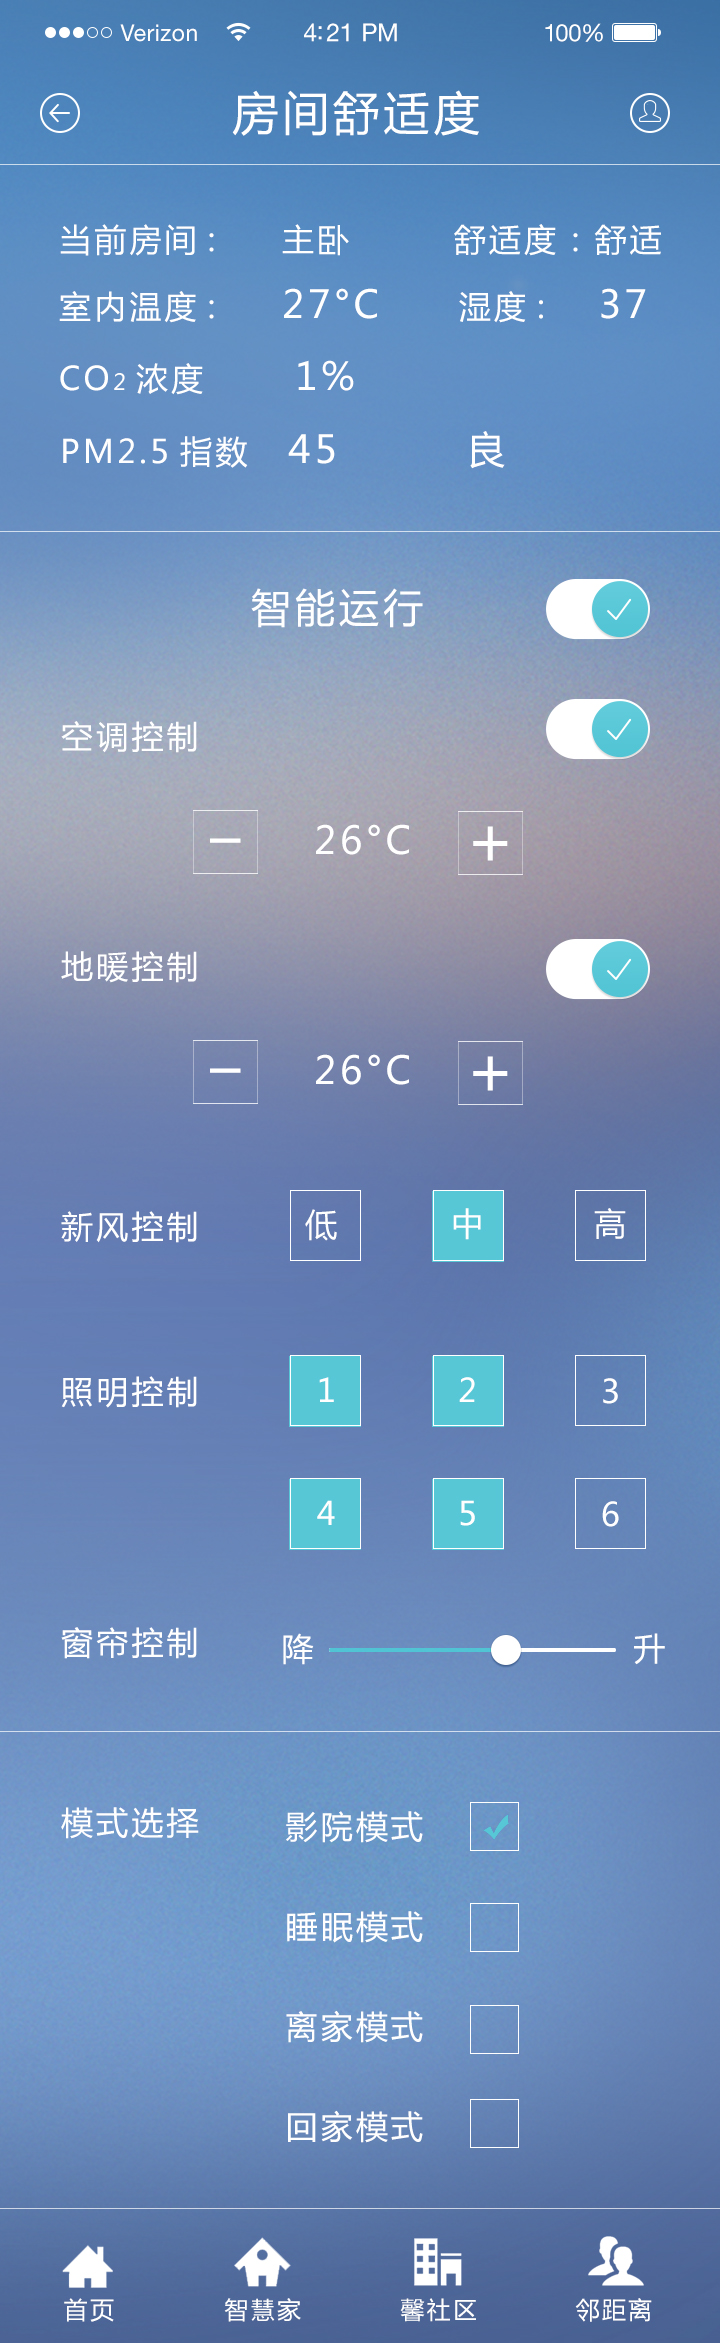 Verizon 4:21 PM 100%
房间舒适度
当前房间： 主卧 舒适度：舒适
室内温度： 27°C 湿度： 37
CO2 浓度 1%
PM2.5 指数 45 良
智能运行
空调控制
− 26°C +
地暖控制
− 26°C +
新风控制 低 中 高
照明控制 1 2 3
4 5 6
窗帘控制 降 升
模式选择 影院模式
睡眠模式
离家模式
回家模式
首页 智慧家 馨社区 邻距离